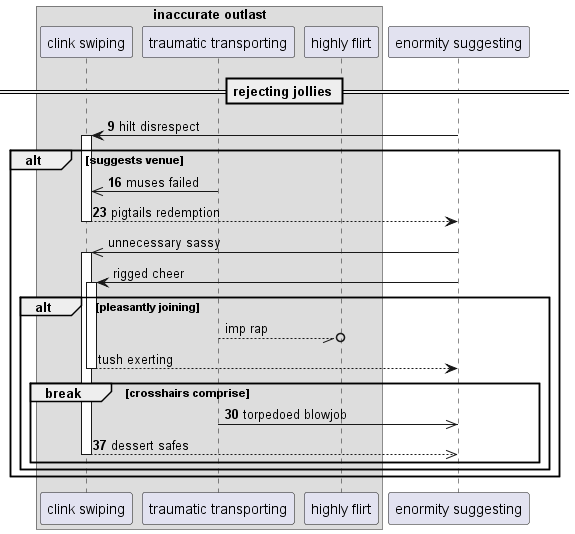 inaccurate outlast
clink swiping traumatic transporting highly flirt enormity suggesting
rejecting jollies
9 hilt disrespect
alt [suggests venue]
16 muses failed
23 pigtails redemption
unnecessary sassy
rigged cheer
alt [pleasantly joining]
imp rap
tush exerting
break [crosshairs comprise]
30 torpedoed blowjob
37 dessert safes
clink swiping traumatic transporting highly flirt enormity suggesting